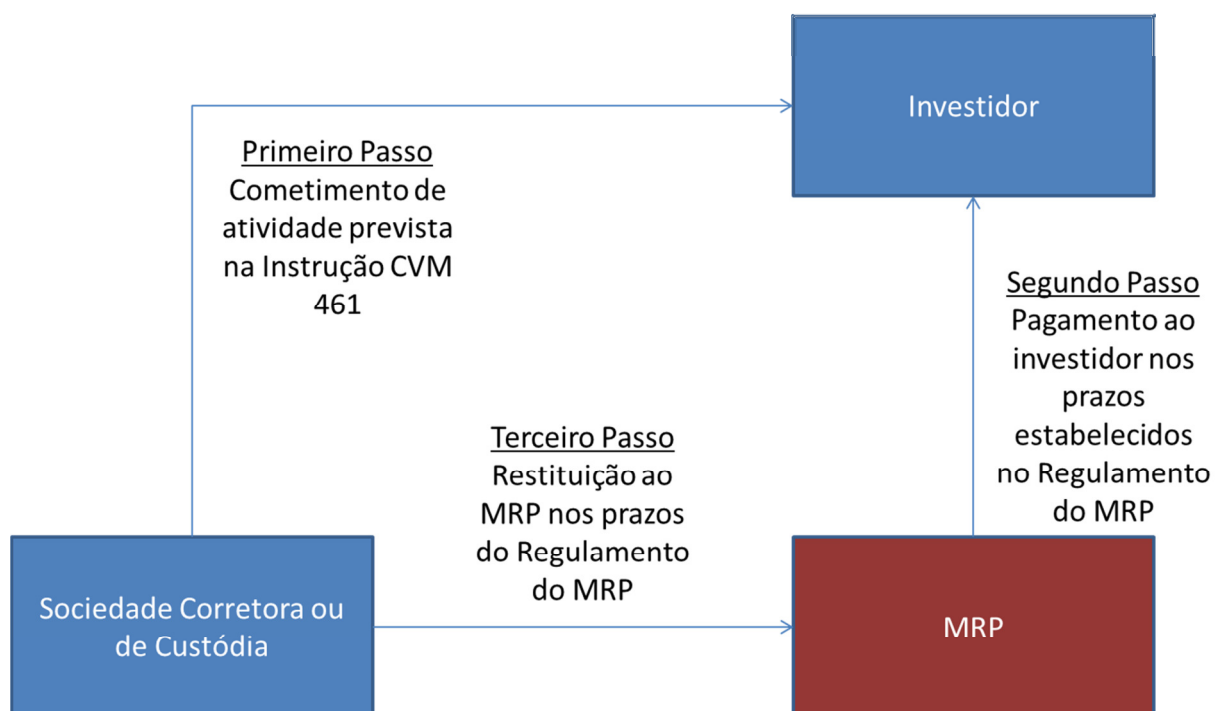 Investidor
Primeiro Passo
Cometimento de
atividade prevista
na Instrução CVM
461
Segundo Passo
Pagamento ao
investidor nos
prazos
estabelecidos
no Regulamento
do MRP
Terceiro Passo
Restituição ao
MRP nos prazos
do Regulamento
do MRP
Sociedade Corretora ou
de Custódia
MRP